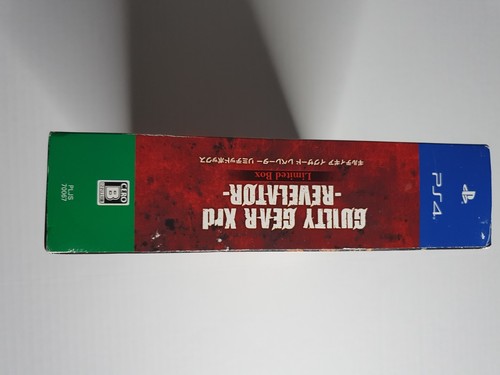 PS4
GUILTY GEAR Xrd
-REVELATOR-
Limited Box
ギルティギア イグザード レベレーター リミテッドボックス
CERO
B
PLJS
70067